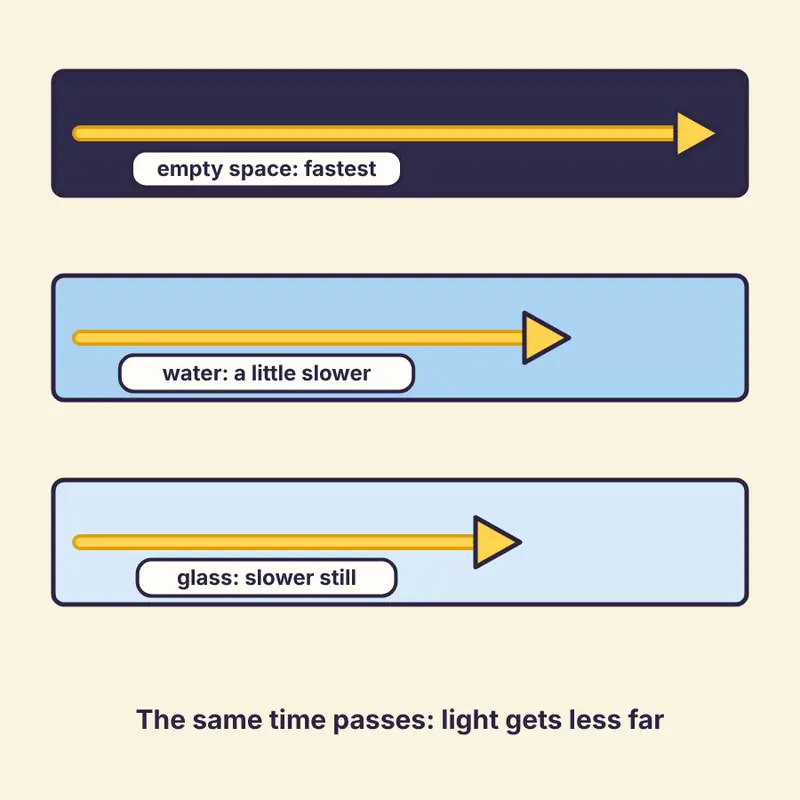 empty space: fastest
water: a little slower
glass: slower still
The same time passes: light gets less far